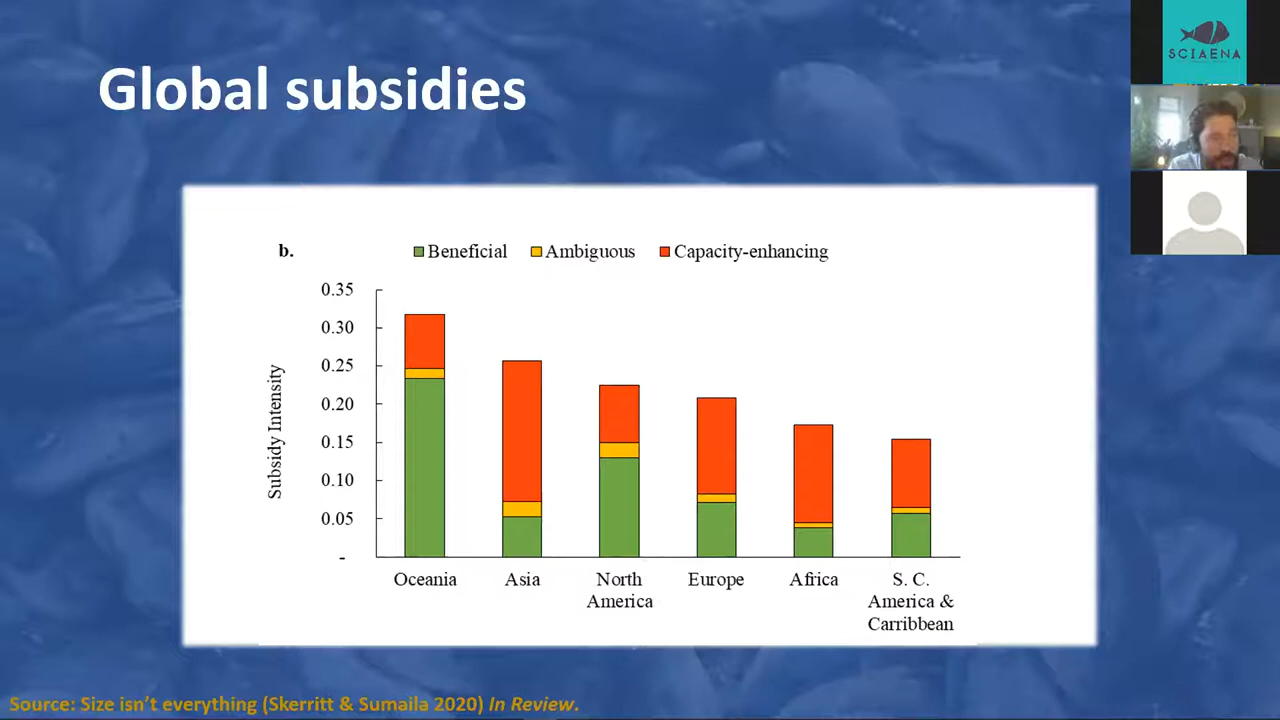 Global subsidies
SCIAENA
b.
Beneficial Ambiguous Capacity-enhancing
0.35
0.30
0.25
0.20
0.15
0.10
0.05
-
Subsidy Intensity
Oceania Asia North America Europe Africa S. C. America & Carribbean
Source: Size isn't everything (Skerritt & Sumaila 2020) In Review.